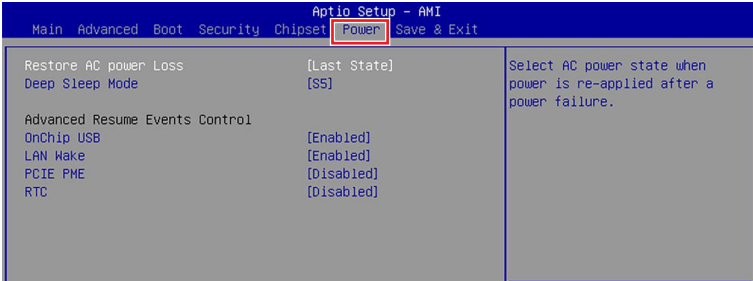 Aptio Setup – AMI
Main Advanced Boot Security Chipset Power Save & Exit
Restore AC power Loss [Last State]
Deep Sleep Mode [S5]
Advanced Resume Events Control
OnChip USB [Enabled]
LAN Wake [Enabled]
PCIE PME [Disabled]
RTC [Disabled]
Select AC power state when
power is re-applied after a
power failure.